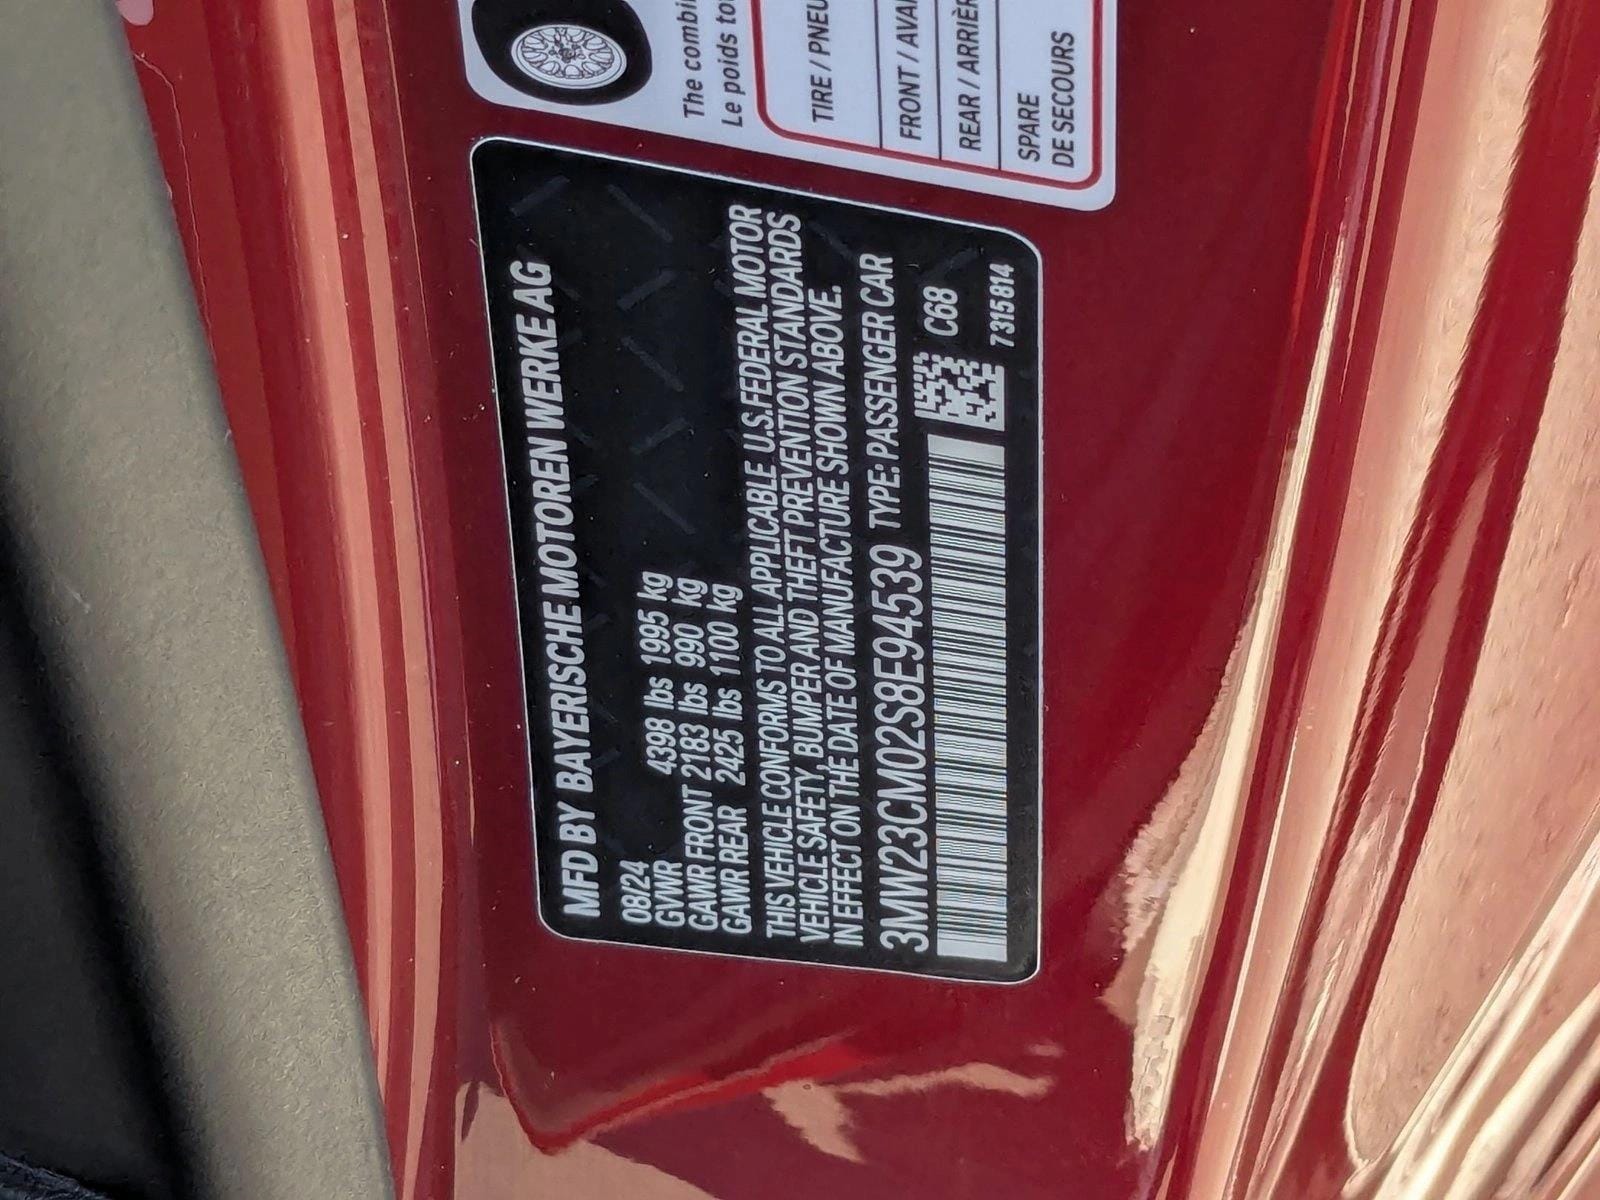 The combin
Le poids to
TIRE / PNEU
FRONT / AVA
REAR / ARRIÈR
SPARE
DE SECOURS
MFD BY BAYERISCHE MOTOREN WERKE AG
08/24
GVWR 4398 lbs 1995 kg
GAWR FRONT 2183 lbs 990 kg
GAWR REAR 2425 lbs 1100 kg
THIS VEHICLE CONFORMS TO ALL APPLICABLE U.S. FEDERAL MOTOR
VEHICLE SAFETY, BUMPER AND THEFT PREVENTION STANDARDS
IN EFFECT ON THE DATE OF MANUFACTURE SHOWN ABOVE.
3MW23CM02S8E94539 TYPE: PASSENGER CAR
C68
7315814